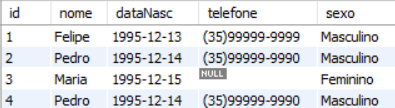 id nome dataNasc telefone sexo
1 Felipe 1995-12-13 (35)99999-9999 Masculino
2 Pedro 1995-12-14 (35)99999-9990 Masculino
3 Maria 1995-12-15 NULL Feminino
4 Pedro 1995-12-14 (35)99999-9990 Masculino